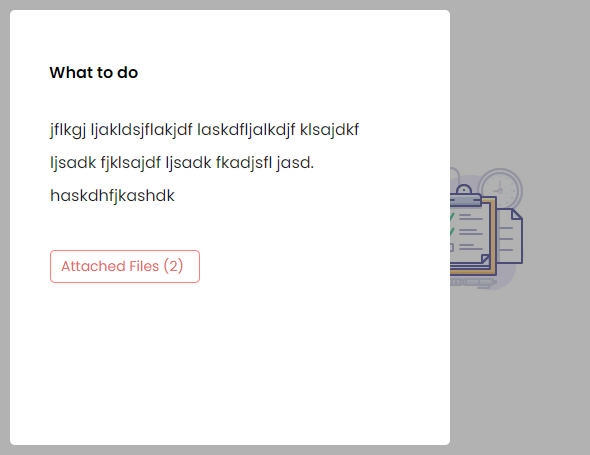 What to do
jflkgj ljakldsjflakjdf laskdfljalkdjf klsajdkf
ljsadk fjklsajdf ljsadk fkadjsfl jasd.
haskdhfjkashdk
Attached Files (2)